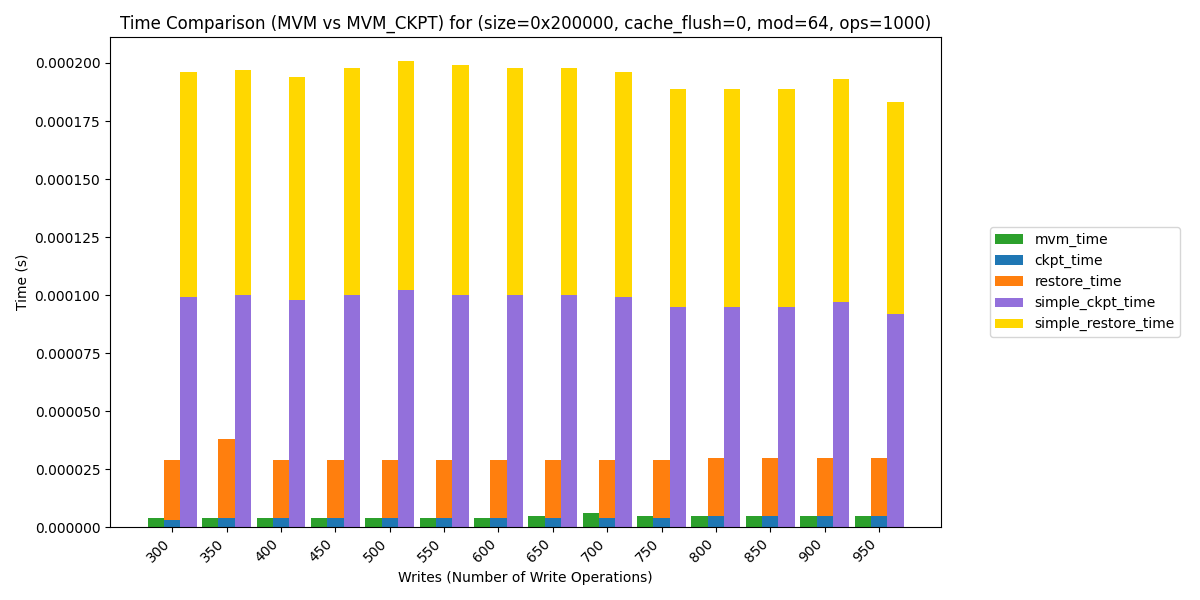 Time Comparison (MVM vs MVM_CKPT) for (size=0x200000, cache_flush=0, mod=64, ops=1000)
Time (s)
0.000200
0.000175
0.000150
0.000125
0.000100
0.000075
0.000050
0.000025
0.000000
300
350
400
450
500
550
600
650
700
750
800
850
900
950
Writes (Number of Write Operations)
mvm_time
ckpt_time
restore_time
simple_ckpt_time
simple_restore_time